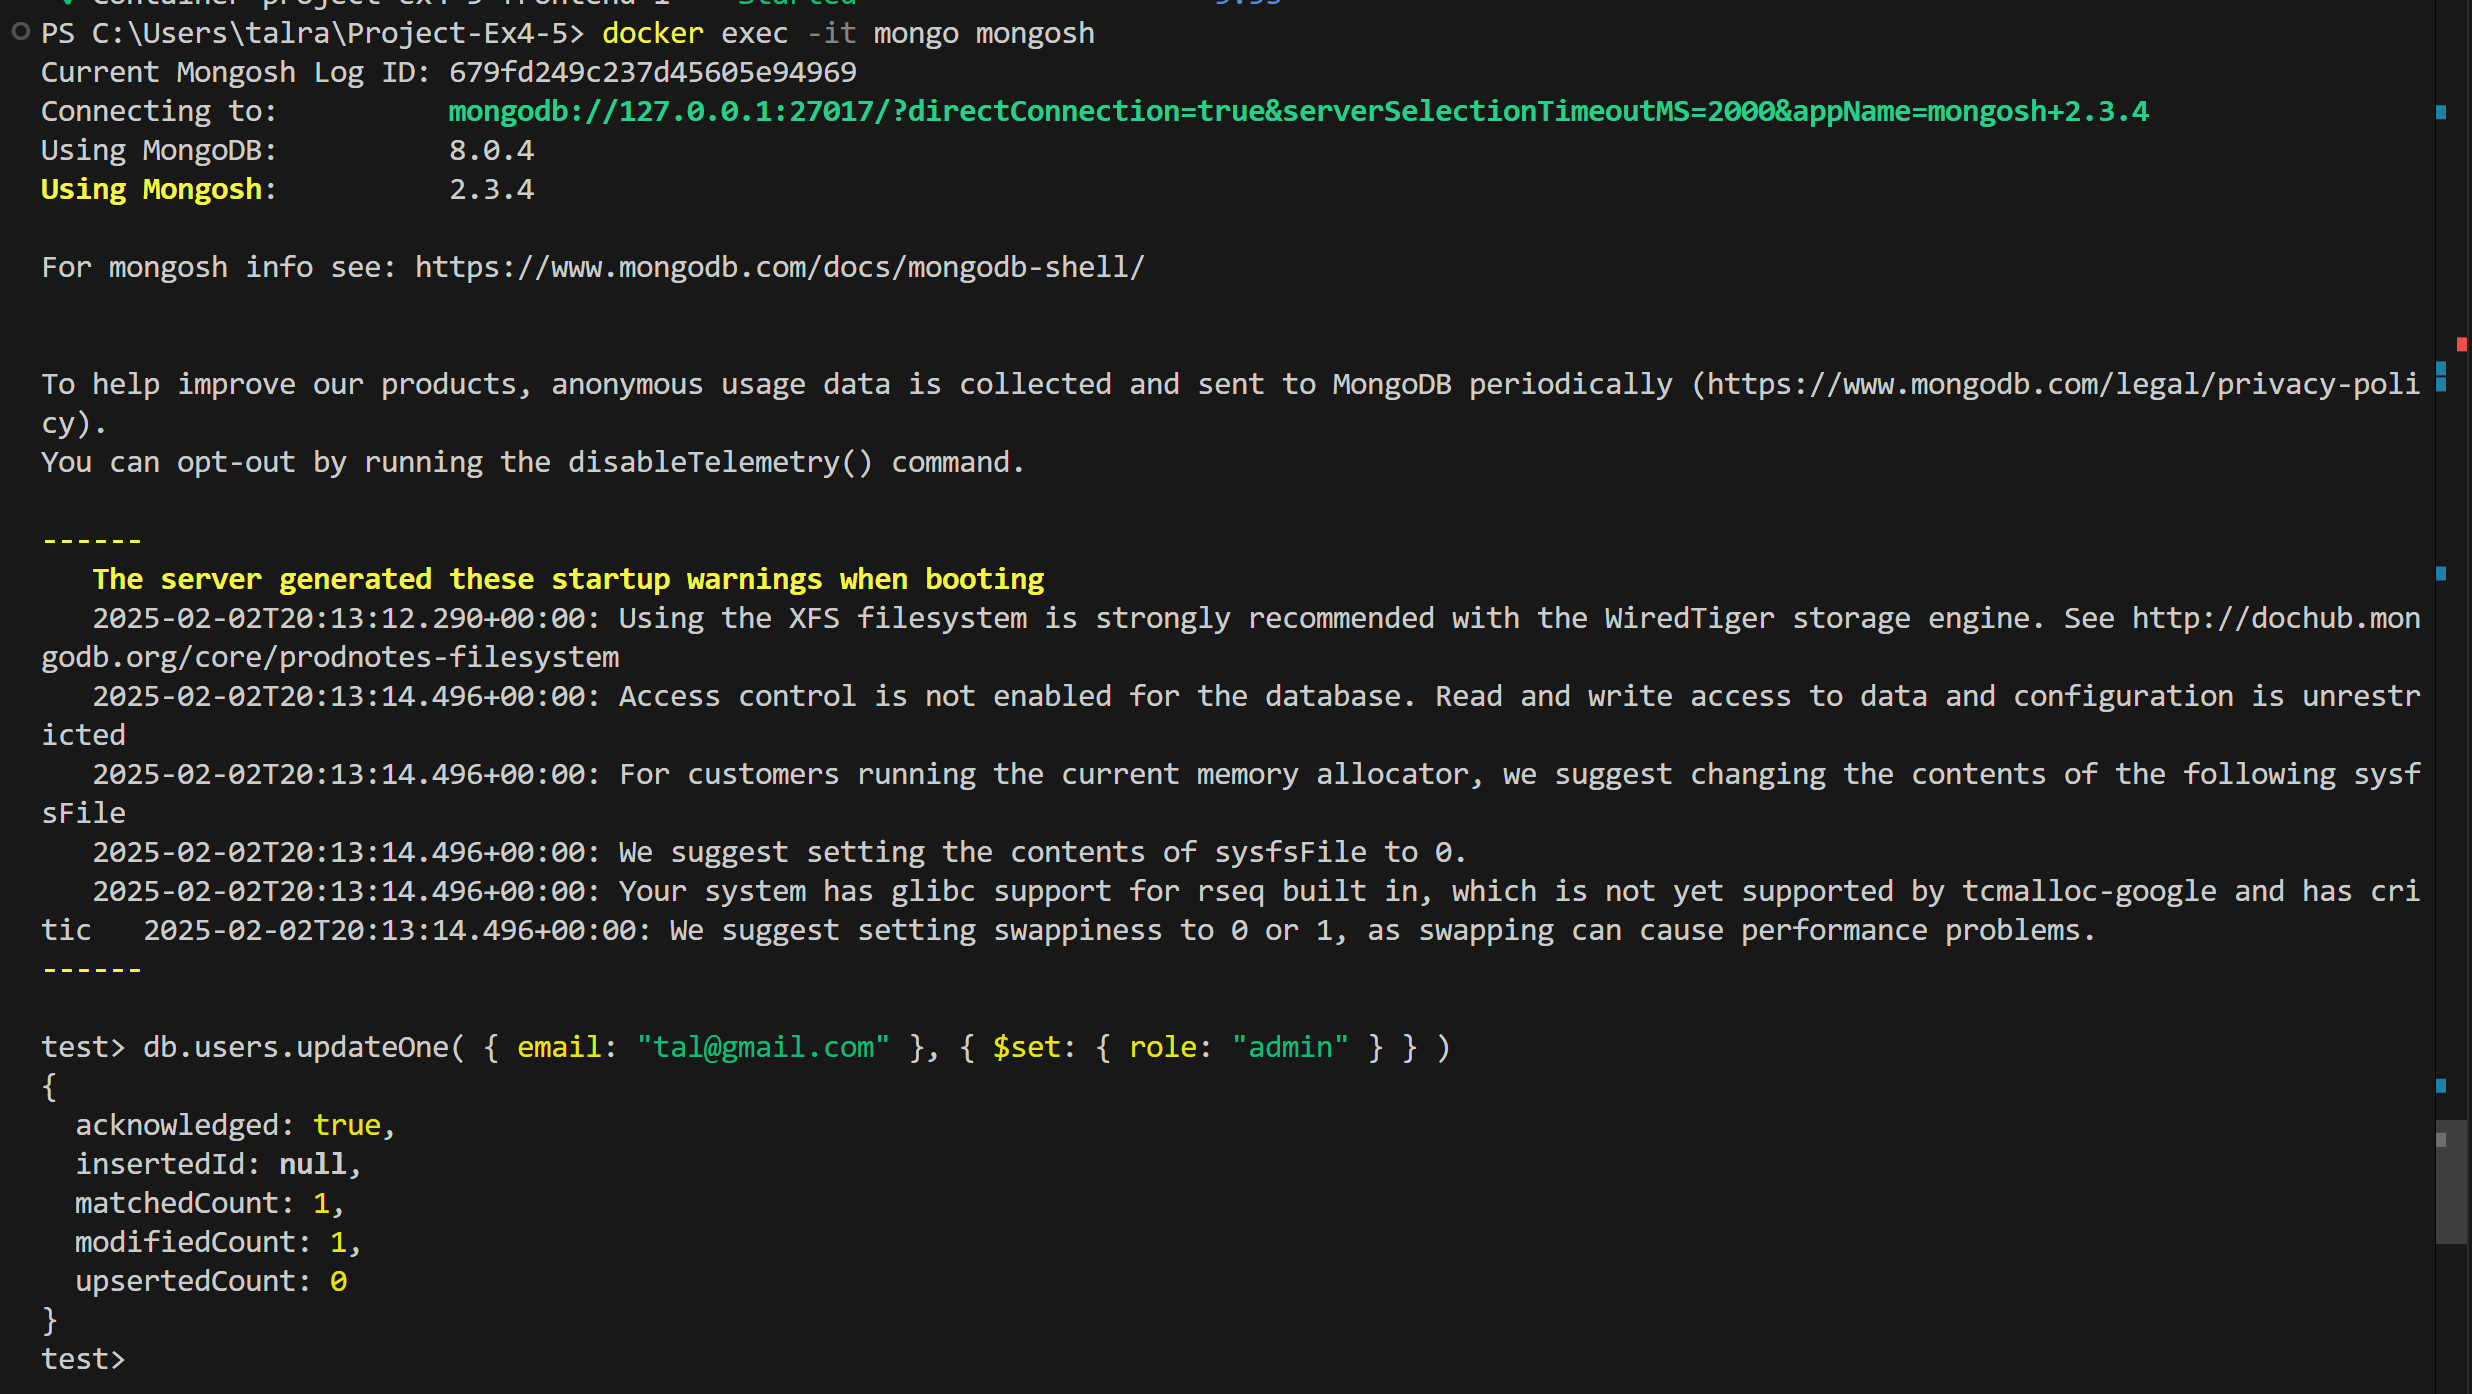 PS C:\Users\talra\Project-Ex4-5> docker exec -it mongo mongosh
Current Mongosh Log ID: 679fd249c237d45605e94969
Connecting to:          mongodb://127.0.0.1:27017/?directConnection=true&serverSelectionTimeoutMS=2000&appName=mongosh+2.3.4
Using MongoDB:          8.0.4
Using Mongosh:          2.3.4
For mongosh info see: https://www.mongodb.com/docs/mongodb-shell/
To help improve our products, anonymous usage data is collected and sent to MongoDB periodically (https://www.mongodb.com/legal/privacy-poli
cy).
You can opt-out by running the disableTelemetry() command.
------
   The server generated these startup warnings when booting
   2025-02-02T20:13:12.290+00:00: Using the XFS filesystem is strongly recommended with the WiredTiger storage engine. See http://dochub.mon
godb.org/core/prodnotes-filesystem
   2025-02-02T20:13:14.496+00:00: Access control is not enabled for the database. Read and write access to data and configuration is unrestr
icted
   2025-02-02T20:13:14.496+00:00: For customers running the current memory allocator, we suggest changing the contents of the following sysf
sFile
   2025-02-02T20:13:14.496+00:00: We suggest setting the contents of sysfsFile to 0.
   2025-02-02T20:13:14.496+00:00: Your system has glibc support for rseq built in, which is not yet supported by tcmalloc-google and has cri
tic   2025-02-02T20:13:14.496+00:00: We suggest setting swappiness to 0 or 1, as swapping can cause performance problems.
------
test> db.users.updateOne( { email: "tal@gmail.com" }, { $set: { role: "admin" } } )
{
  acknowledged: true,
  insertedId: null,
  matchedCount: 1,
  modifiedCount: 1,
  upsertedCount: 0
}
test>